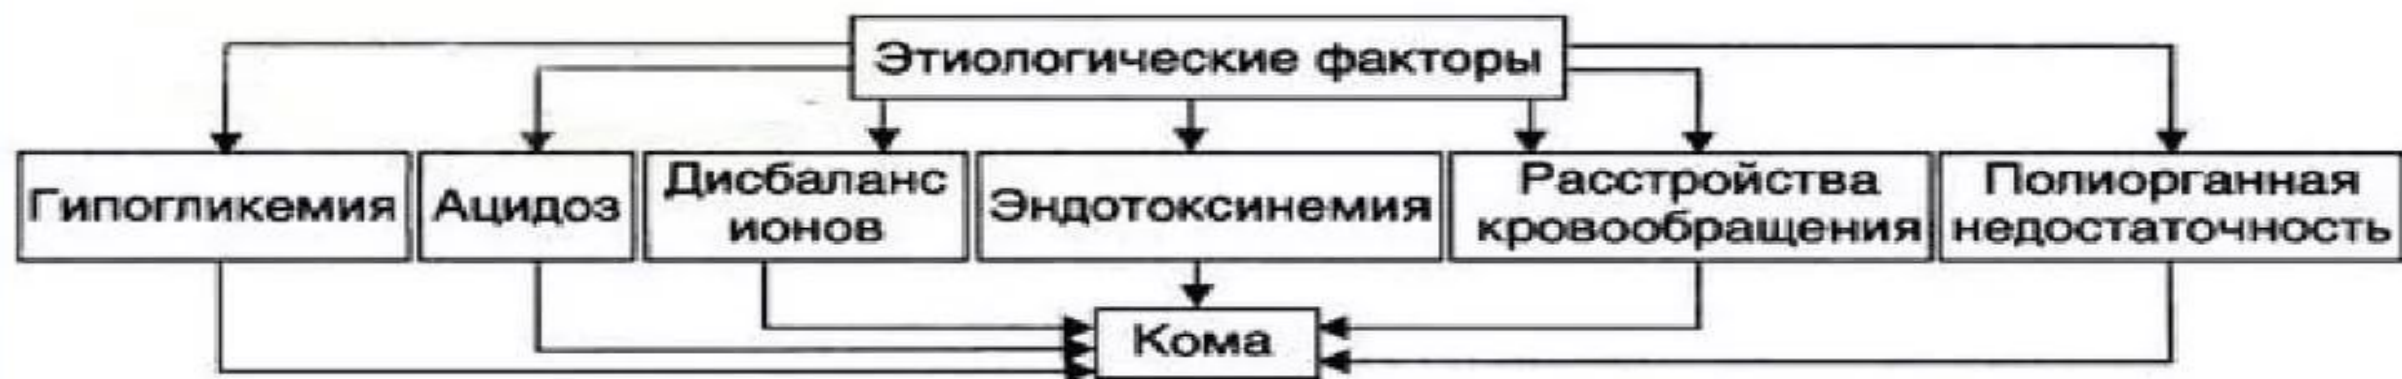 Этиологические факторы
Гипогликемия
Ацидоз
Дисбаланс
ионов
Эндотоксинемия
Расстройства
кровообращения
Полиорганная
недостаточность
Кома